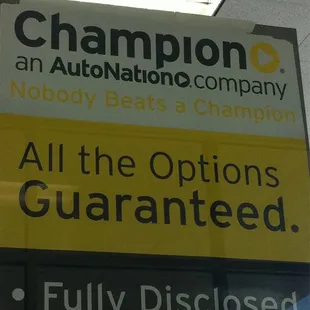 Champion
an AutoNation company
Nobody Beats a Champion
All the Options
Guaranteed.
• Fully Disclosed